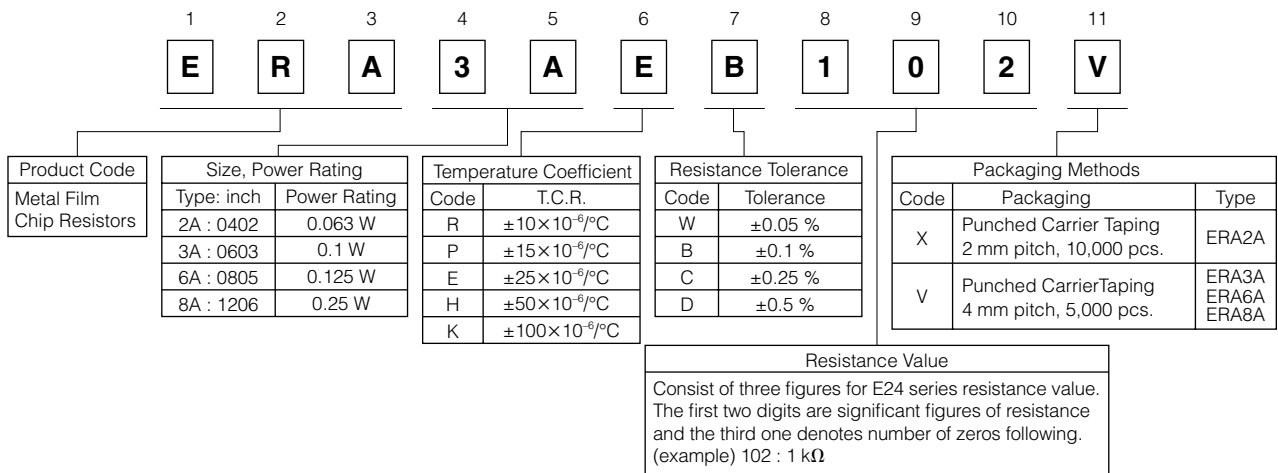 1 2 3 4 5 6 7 8 9 10 11
E R A 3 A E B 1 0 2 V
Product Code
Metal Film
Chip Resistors
Size, Power Rating
Type: inch Power Rating
2A : 0402 0.063 W
3A : 0603 0.1 W
6A : 0805 0.125 W
8A : 1206 0.25 W
Temperature Coefficient
Code T.C.R.
R ±10×10⁻⁶/°C
P ±15×10⁻⁶/°C
E ±25×10⁻⁶/°C
H ±50×10⁻⁶/°C
K ±100×10⁻⁶/°C
Resistance Tolerance
Code Tolerance
W ±0.05 %
B ±0.1 %
C ±0.25 %
D ±0.5 %
Packaging Methods
Code Packaging Type
X Punched Carrier Taping
2 mm pitch, 10,000 pcs.
ERA2A
V Punched CarrierTaping
4 mm pitch, 5,000 pcs.
ERA3A
ERA6A
ERA8A
Resistance Value
Consist of three figures for E24 series resistance value.
The first two digits are significant figures of resistance
and the third one denotes number of zeros following.
(example) 102 : 1 kΩ